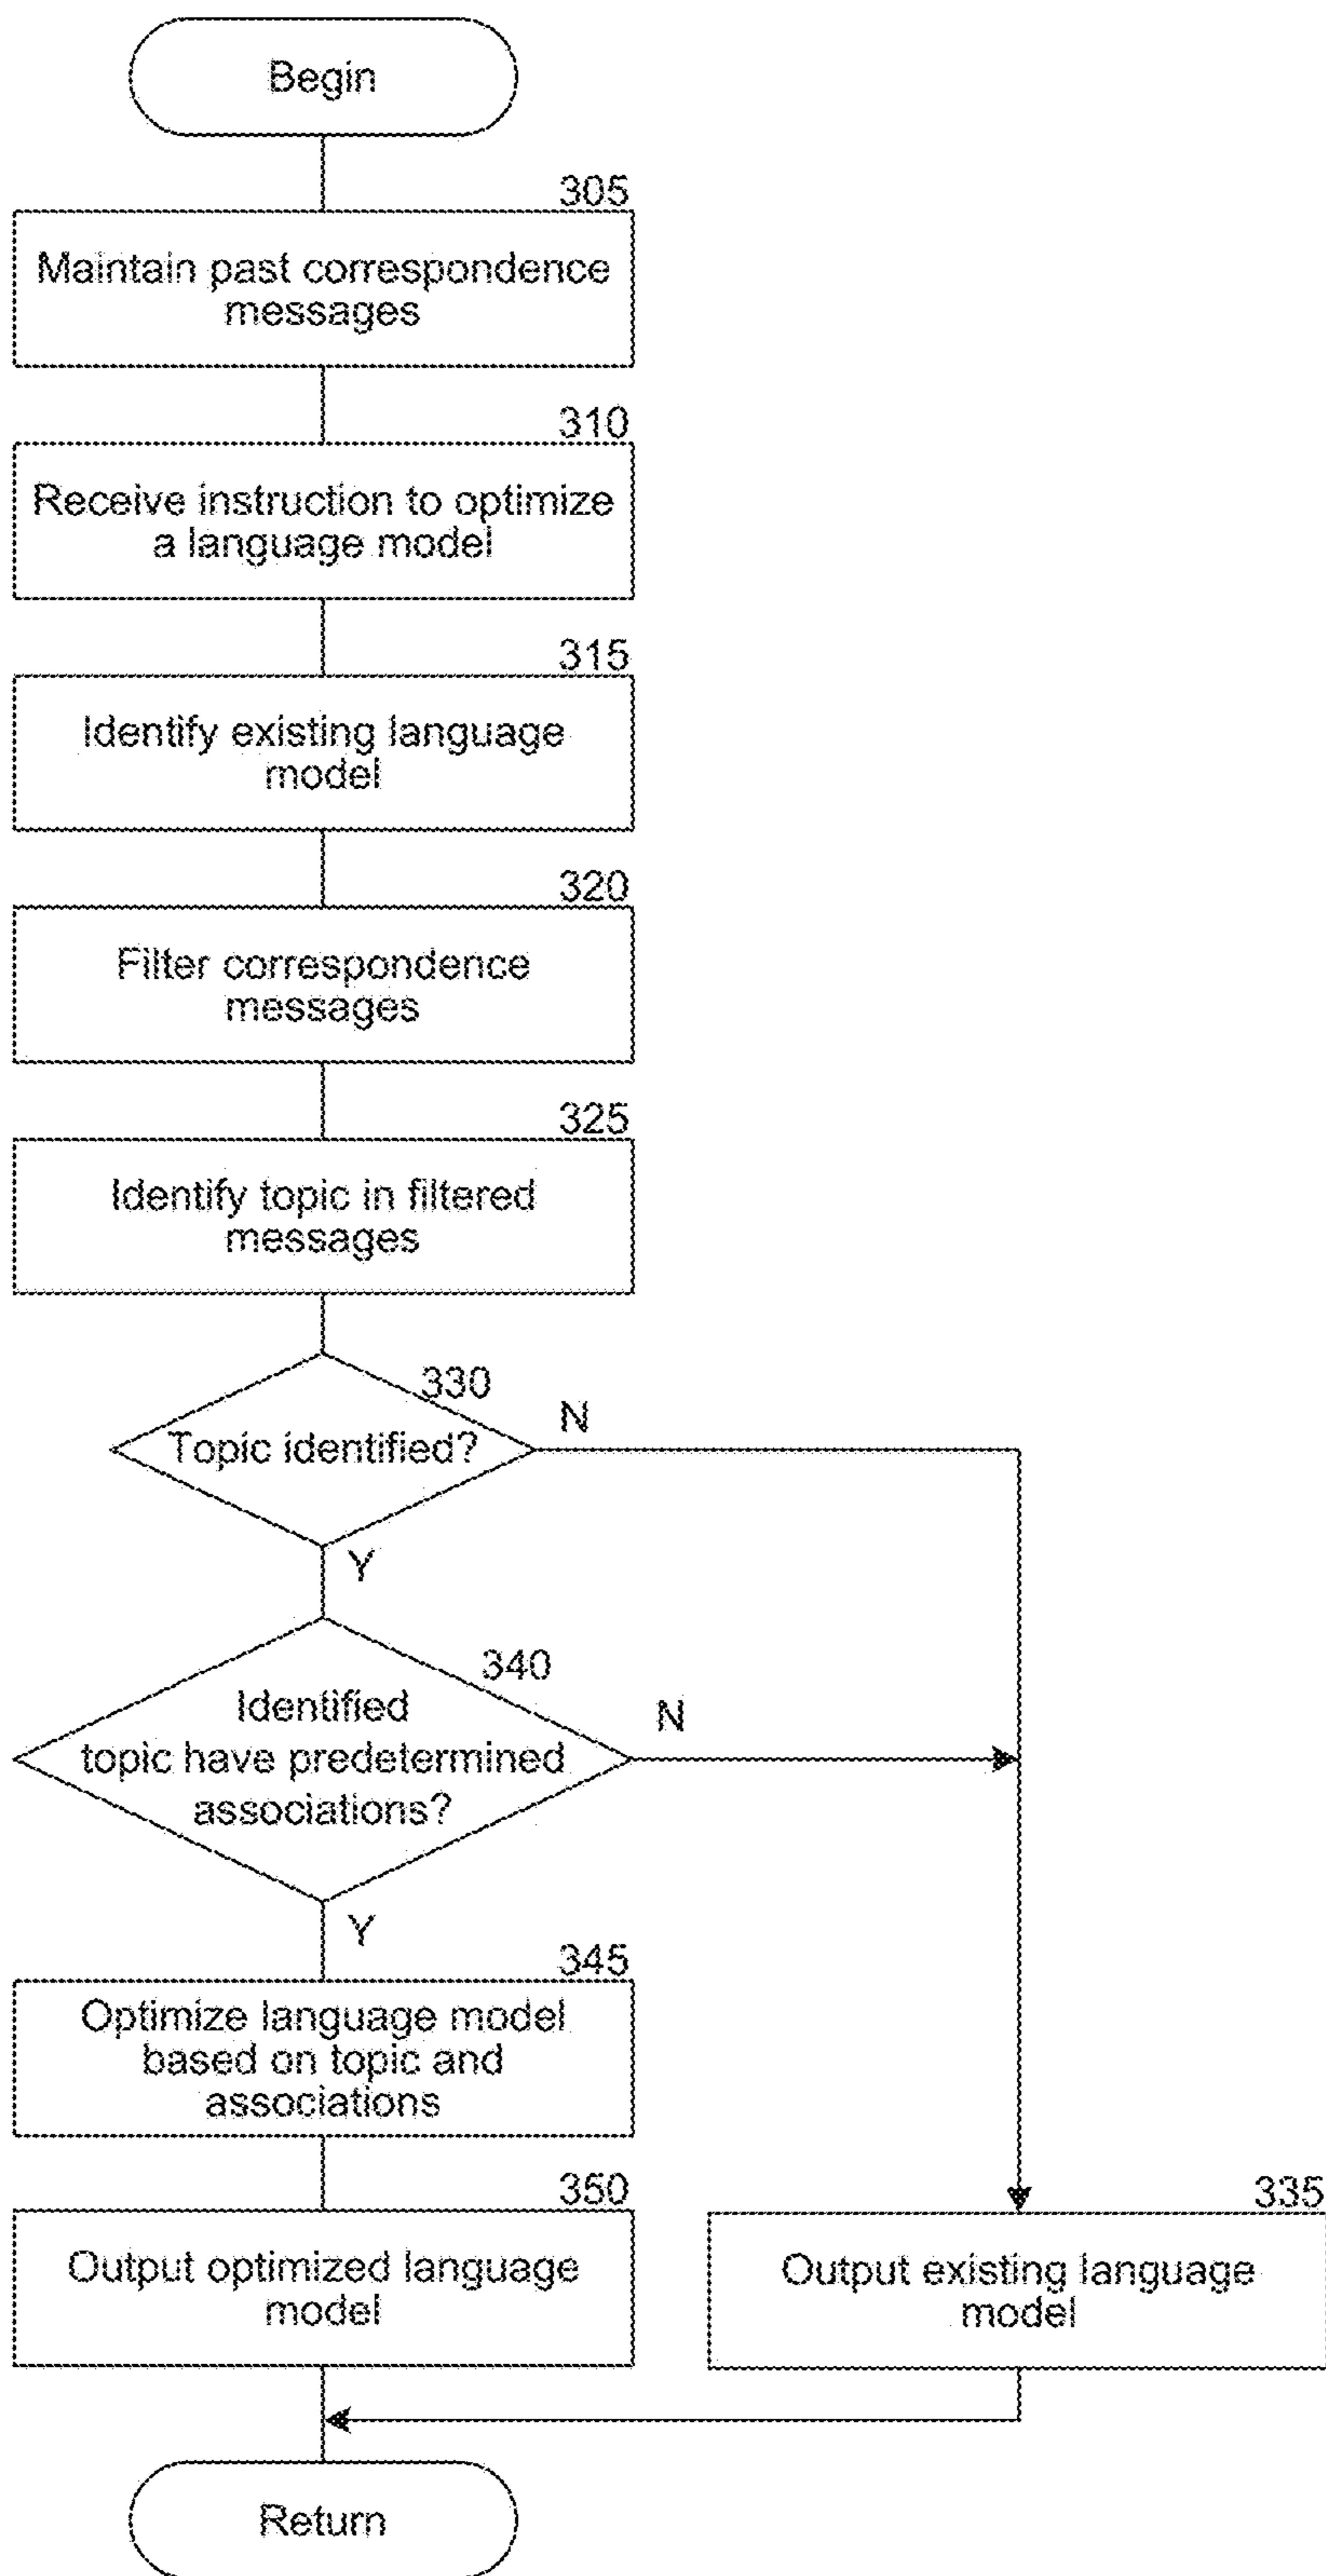 Begin
305
Maintain past correspondence
messages
310
Receive instruction to optimize
a language model
315
Identify existing language
model
320
Filter correspondence
messages
325
Identify topic in filtered
messages
330
Topic identified?
N
Y
340
Identified
topic have predetermined
associations?
N
Y
345
Optimize language model
based on topic and
associations
350
Output optimized language
model
335
Output existing language
model
Return